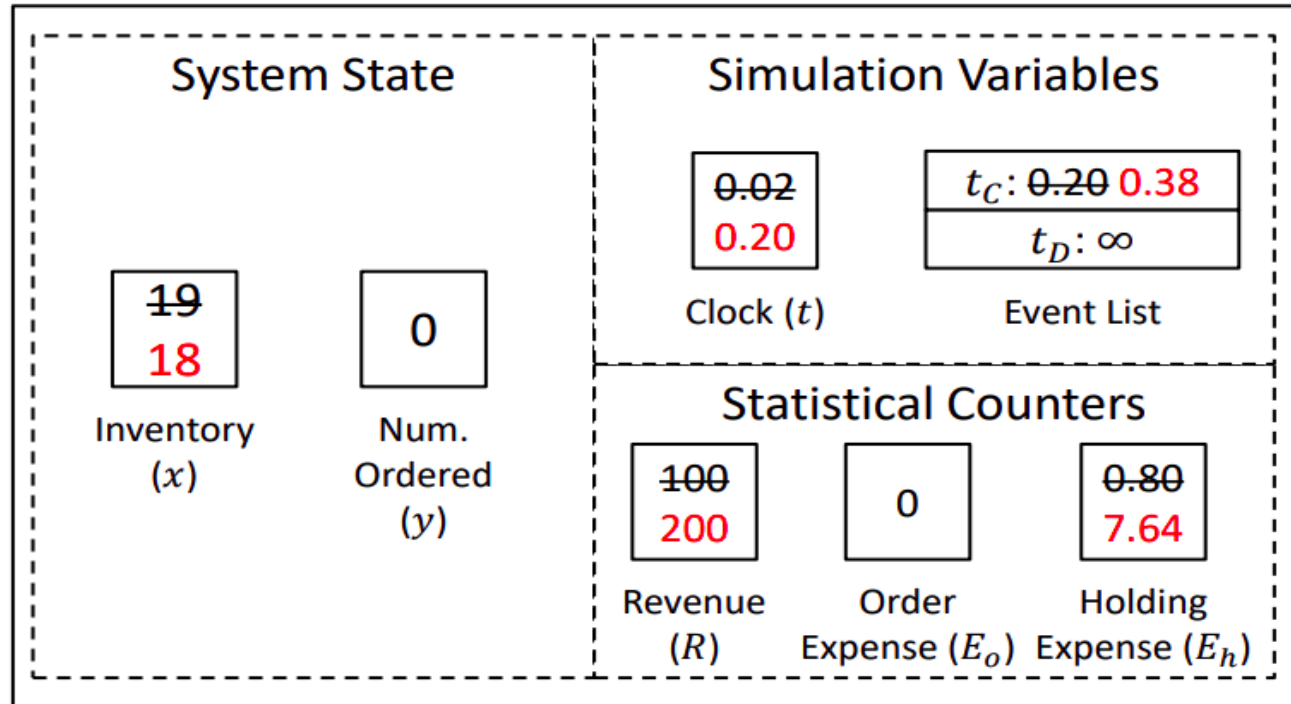 System State
19
18
Inventory
(x)
0
Num.
Ordered
(y)
Simulation Variables
0.02
0.20
Clock (t)
t_C: 0.20 0.38
t_D: ∞
Event List
Statistical Counters
100
200
Revenue
(R)
0
Order
Expense (E_o)
0.80
7.64
Holding
Expense (E_h)